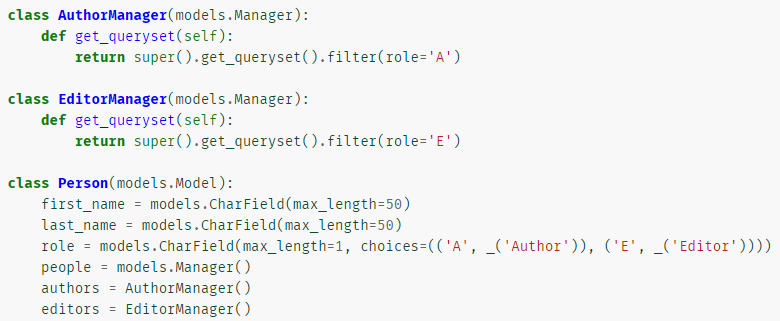 class AuthorManager(models.Manager):
    def get_queryset(self):
        return super().get_queryset().filter(role='A')

class EditorManager(models.Manager):
    def get_queryset(self):
        return super().get_queryset().filter(role='E')

class Person(models.Model):
    first_name = models.CharField(max_length=50)
    last_name = models.CharField(max_length=50)
    role = models.CharField(max_length=1, choices=(('A', _('Author')), ('E', _('Editor'))))
    people = models.Manager()
    authors = AuthorManager()
    editors = EditorManager()